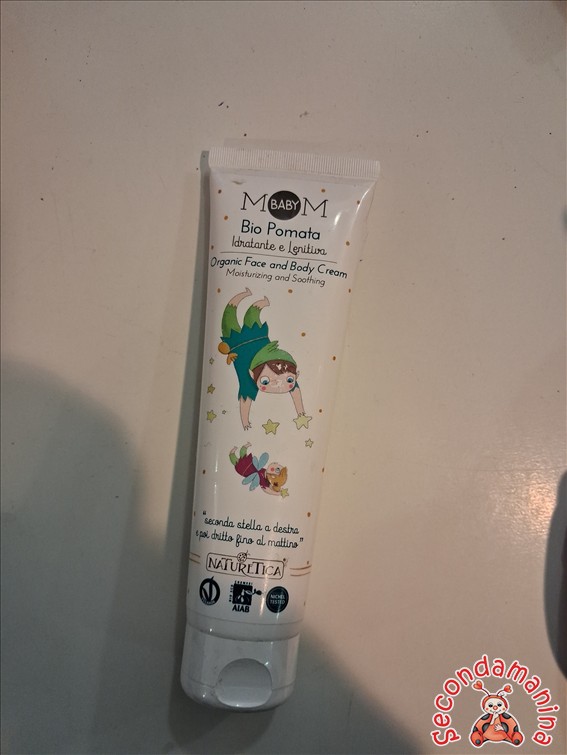 MOM
BABY
Bio Pomata
Idratante e Lenitiva
Organic Face and Body Cream
Moisturizing and Soothing
"seconda stella a destra
e poi dritto fino al mattino"
NATURETICA
AIAB
NICKEL
TESTED
secondamanina